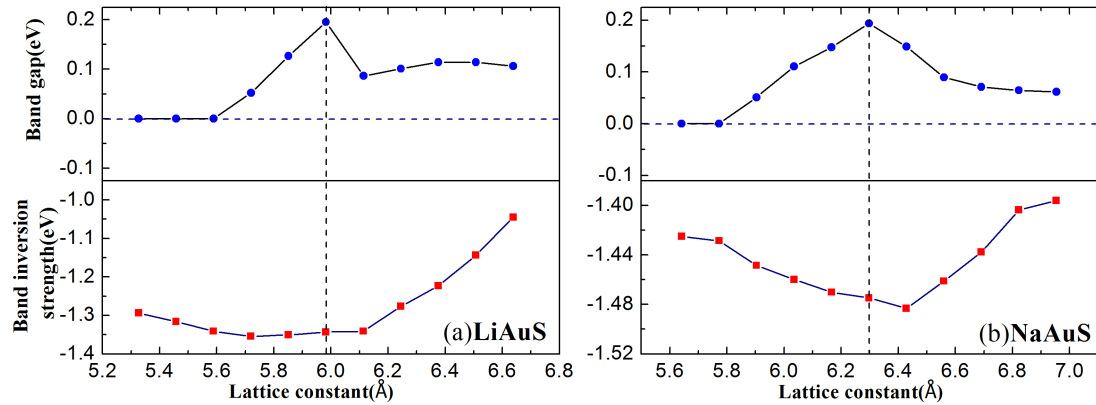 Band gap(eV)
0.2
0.1
0.0
-0.1
Band inversion
strength(eV)
-1.0
-1.1
-1.2
-1.3
-1.4
(a)LiAuS
5.2 5.4 5.6 5.8 6.0 6.2 6.4 6.6 6.8
Lattice constant(Å)
0.2
0.1
0.0
-0.1
-1.40
-1.44
-1.48
-1.52
(b)NaAuS
5.6 5.8 6.0 6.2 6.4 6.6 6.8 7.0
Lattice constant(Å)